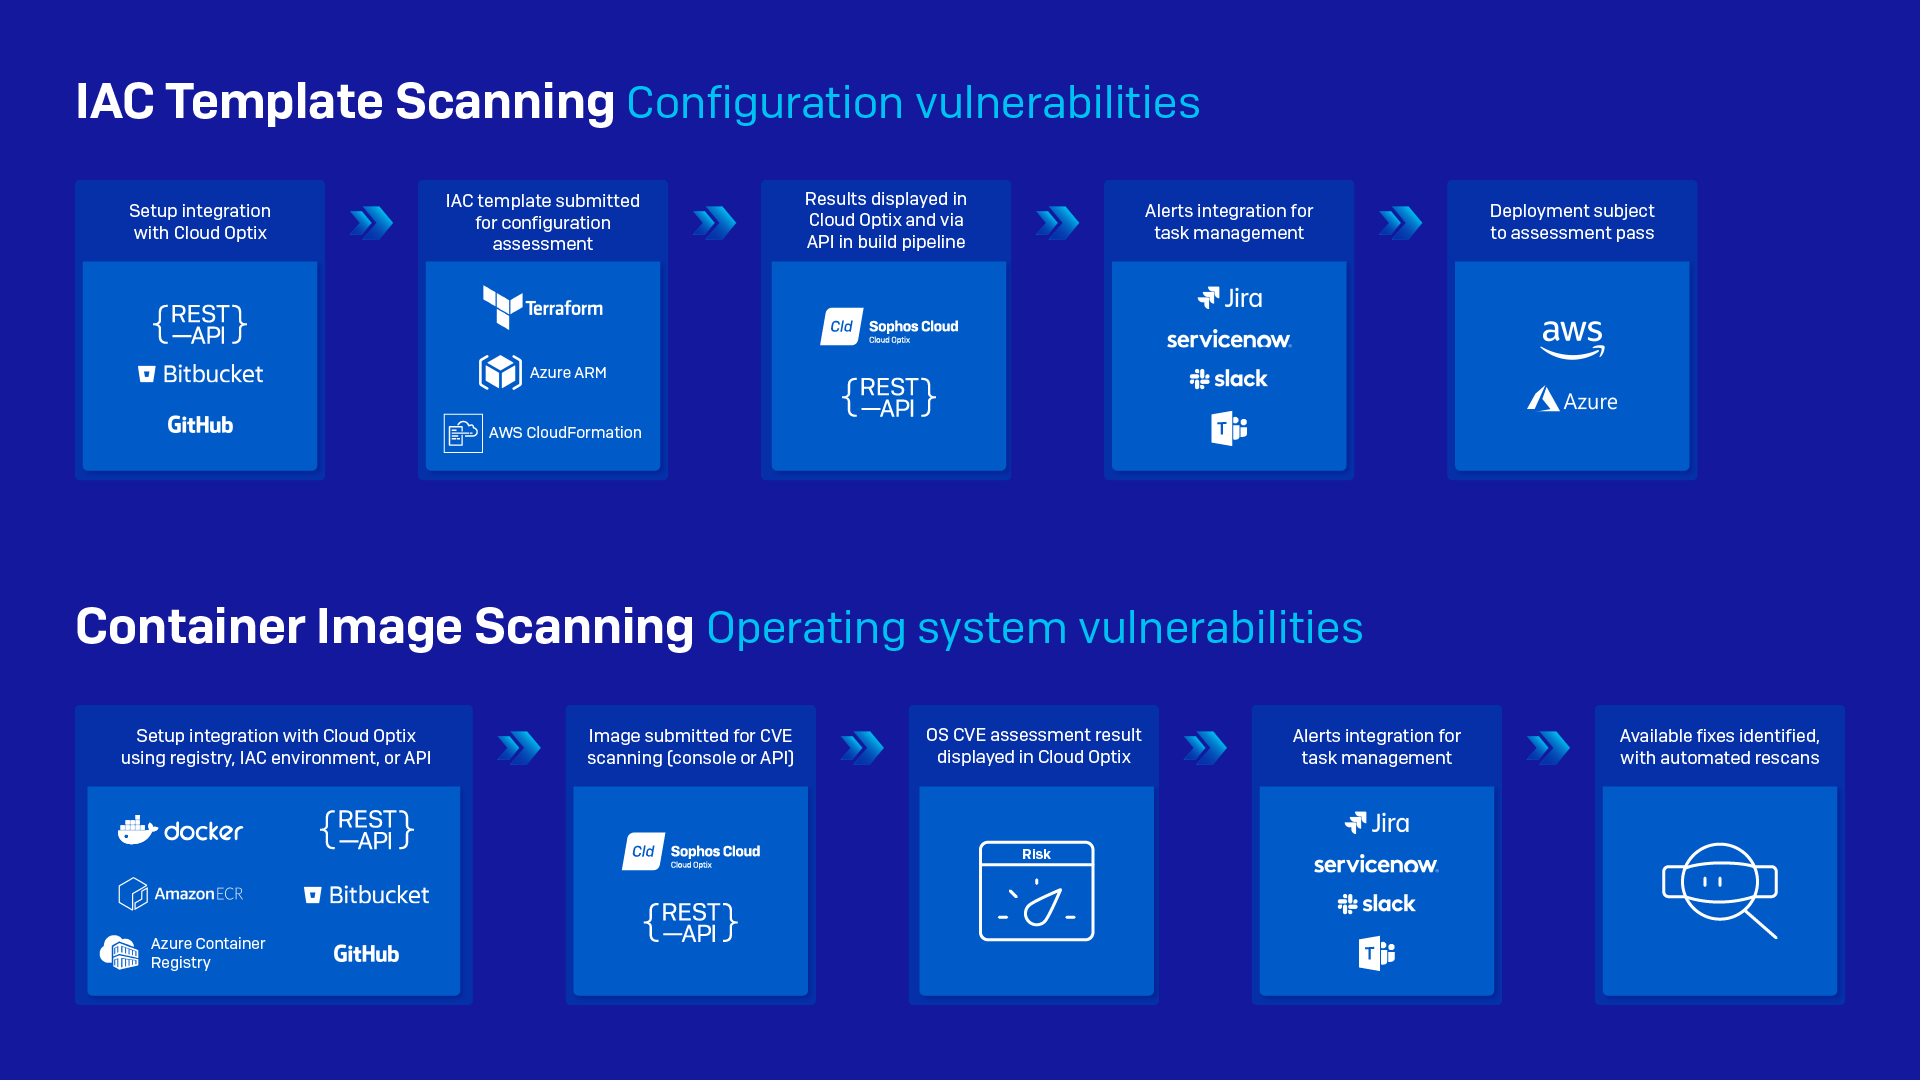 IAC Template Scanning Configuration vulnerabilities
Setup integration
with Cloud Optix
{REST
—API}
Bitbucket
GitHub
IAC template submitted
for configuration
assessment
Terraform
Azure ARM
AWS CloudFormation
Results displayed in
Cloud Optix and via
API in build pipeline
Cld Sophos Cloud
Cloud Optix
{REST
—API}
Alerts integration for
task management
Jira
servicenow
slack
T
Deployment subject
to assessment pass
aws
Azure
Container Image Scanning Operating system vulnerabilities
Setup integration with Cloud Optix
using registry, IAC environment, or API
docker
Amazon ECR
Azure Container
Registry
{REST
—API}
Bitbucket
GitHub
Image submitted for CVE
scanning (console or API)
Cld Sophos Cloud
Cloud Optix
{REST
—API}
OS CVE assessment result
displayed in Cloud Optix
Risk
Alerts integration for
task management
Jira
servicenow
slack
T
Available fixes identified,
with automated rescans